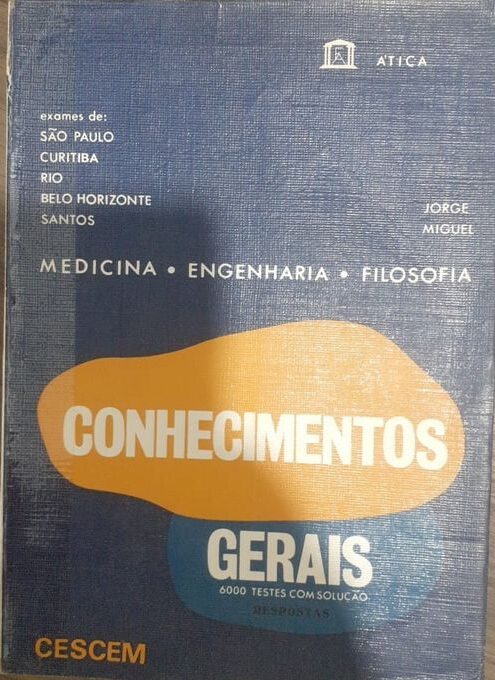 ÁTICA
exames de:
SÃO PAULO
CURITIBA
RIO
BELO HORIZONTE
SANTOS
JORGE
MIGUEL
MEDICINA • ENGENHARIA • FILOSOFIA
CONHECIMENTOS
GERAIS
6000 TESTES COM SOLUÇÃO
RESPOSTAS
CESCEM